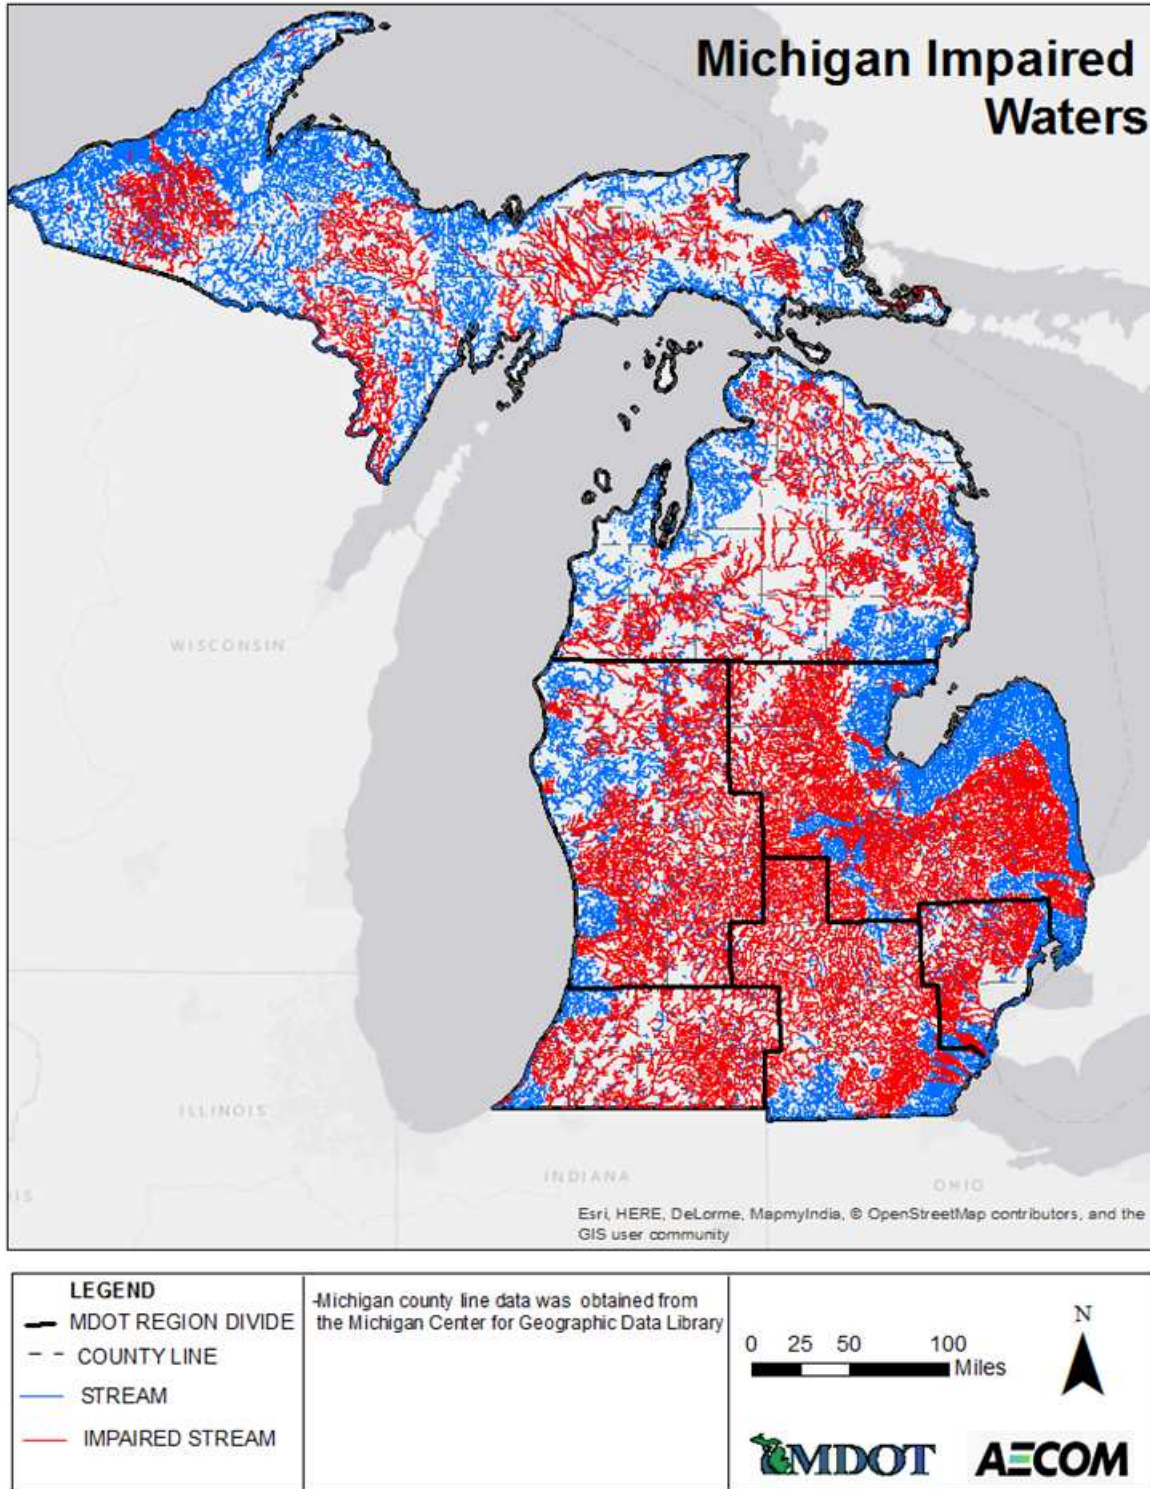 Michigan Impaired
Waters
WISCONSIN
ILLINOIS
INDIANA
OHIO
IS
Esri, HERE, DeLorme, MapmyIndia, © OpenStreetMap contributors, and the
GIS user community
LEGEND
MDOT REGION DIVIDE
COUNTY LINE
STREAM
IMPAIRED STREAM
-Michigan county line data was obtained from
the Michigan Center for Geographic Data Library
0 25 50 100
Miles
N
MDOT
AECOM